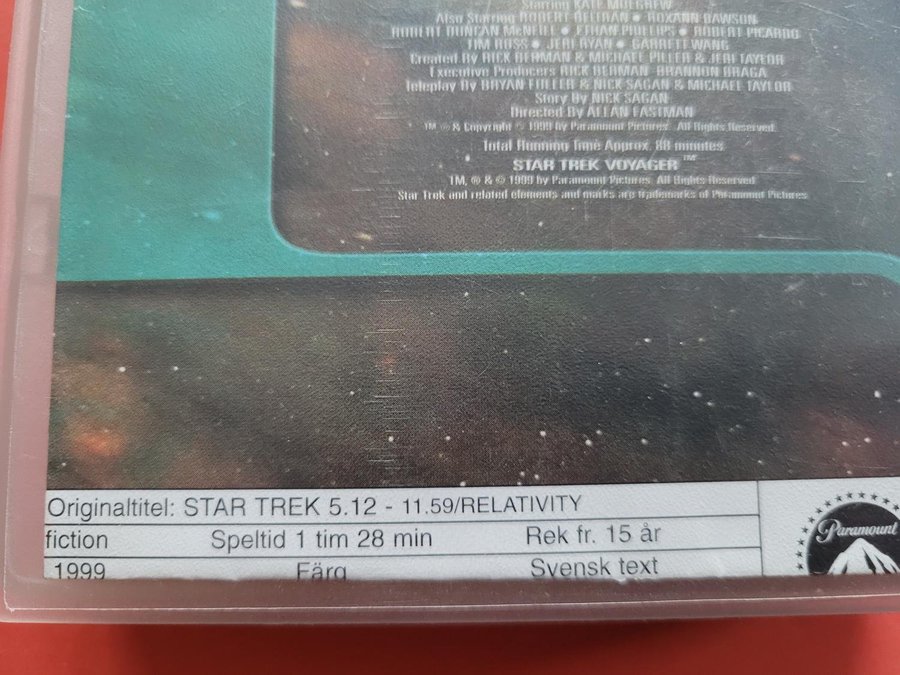 Starring KATE MULGREW
Also Starring ROBERT BELTRAN • ROXANN DAWSON
ROBERT DUNCAN McNEILL • ETHAN PHILLIPS • ROBERT PICARDO
TIM RUSS • JERI RYAN • GARRETT WANG
Created By RICK BERMAN & MICHAEL PILLER & JERI TAYLOR
Executive Producers RICK BERMAN BRANNON BRAGA
Teleplay By BRYAN FULLER & NICK SAGAN & MICHAEL TAYLOR
Story By NICK SAGAN
Directed By ALLAN EASTMAN
™ ® & Copyright © 1999 by Paramount Pictures. All Rights Reserved.
Total Running Time Approx. 88 minutes
STAR TREK VOYAGER™
TM, ® & © 1999 by Paramount Pictures. All Rights Reserved
Star Trek and related elements and marks are trademarks of Paramount Pictures
Originaltitel: STAR TREK 5.12 - 11.59/RELATIVITY
fiction Speltid 1 tim 28 min Rek fr. 15 år
1999 Färg Svensk text
Paramount